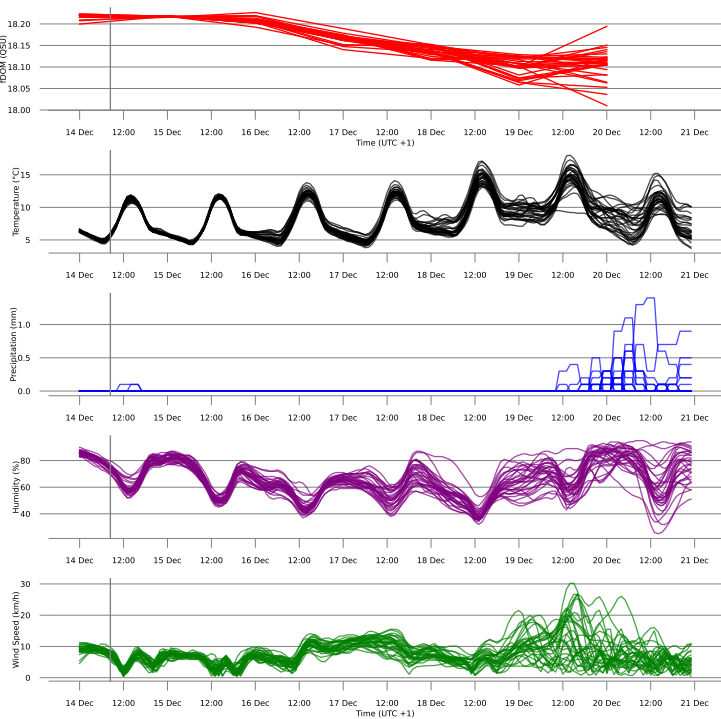 fDOM (QSU)
18.20
18.15
18.10
18.05
18.00
14 Dec 12:00 15 Dec 12:00 16 Dec 12:00 17 Dec 12:00 18 Dec 12:00 19 Dec 12:00 20 Dec 12:00 21 Dec
Time (UTC +1)
Temperature (°C)
15
10
5
14 Dec 12:00 15 Dec 12:00 16 Dec 12:00 17 Dec 12:00 18 Dec 12:00 19 Dec 12:00 20 Dec 12:00 21 Dec
Precipitation (mm)
1.0
0.5
0.0
14 Dec 12:00 15 Dec 12:00 16 Dec 12:00 17 Dec 12:00 18 Dec 12:00 19 Dec 12:00 20 Dec 12:00 21 Dec
Humidity (%)
80
60
40
14 Dec 12:00 15 Dec 12:00 16 Dec 12:00 17 Dec 12:00 18 Dec 12:00 19 Dec 12:00 20 Dec 12:00 21 Dec
Wind Speed (km/h)
30
20
10
0
14 Dec 12:00 15 Dec 12:00 16 Dec 12:00 17 Dec 12:00 18 Dec 12:00 19 Dec 12:00 20 Dec 12:00 21 Dec
Time (UTC +1)